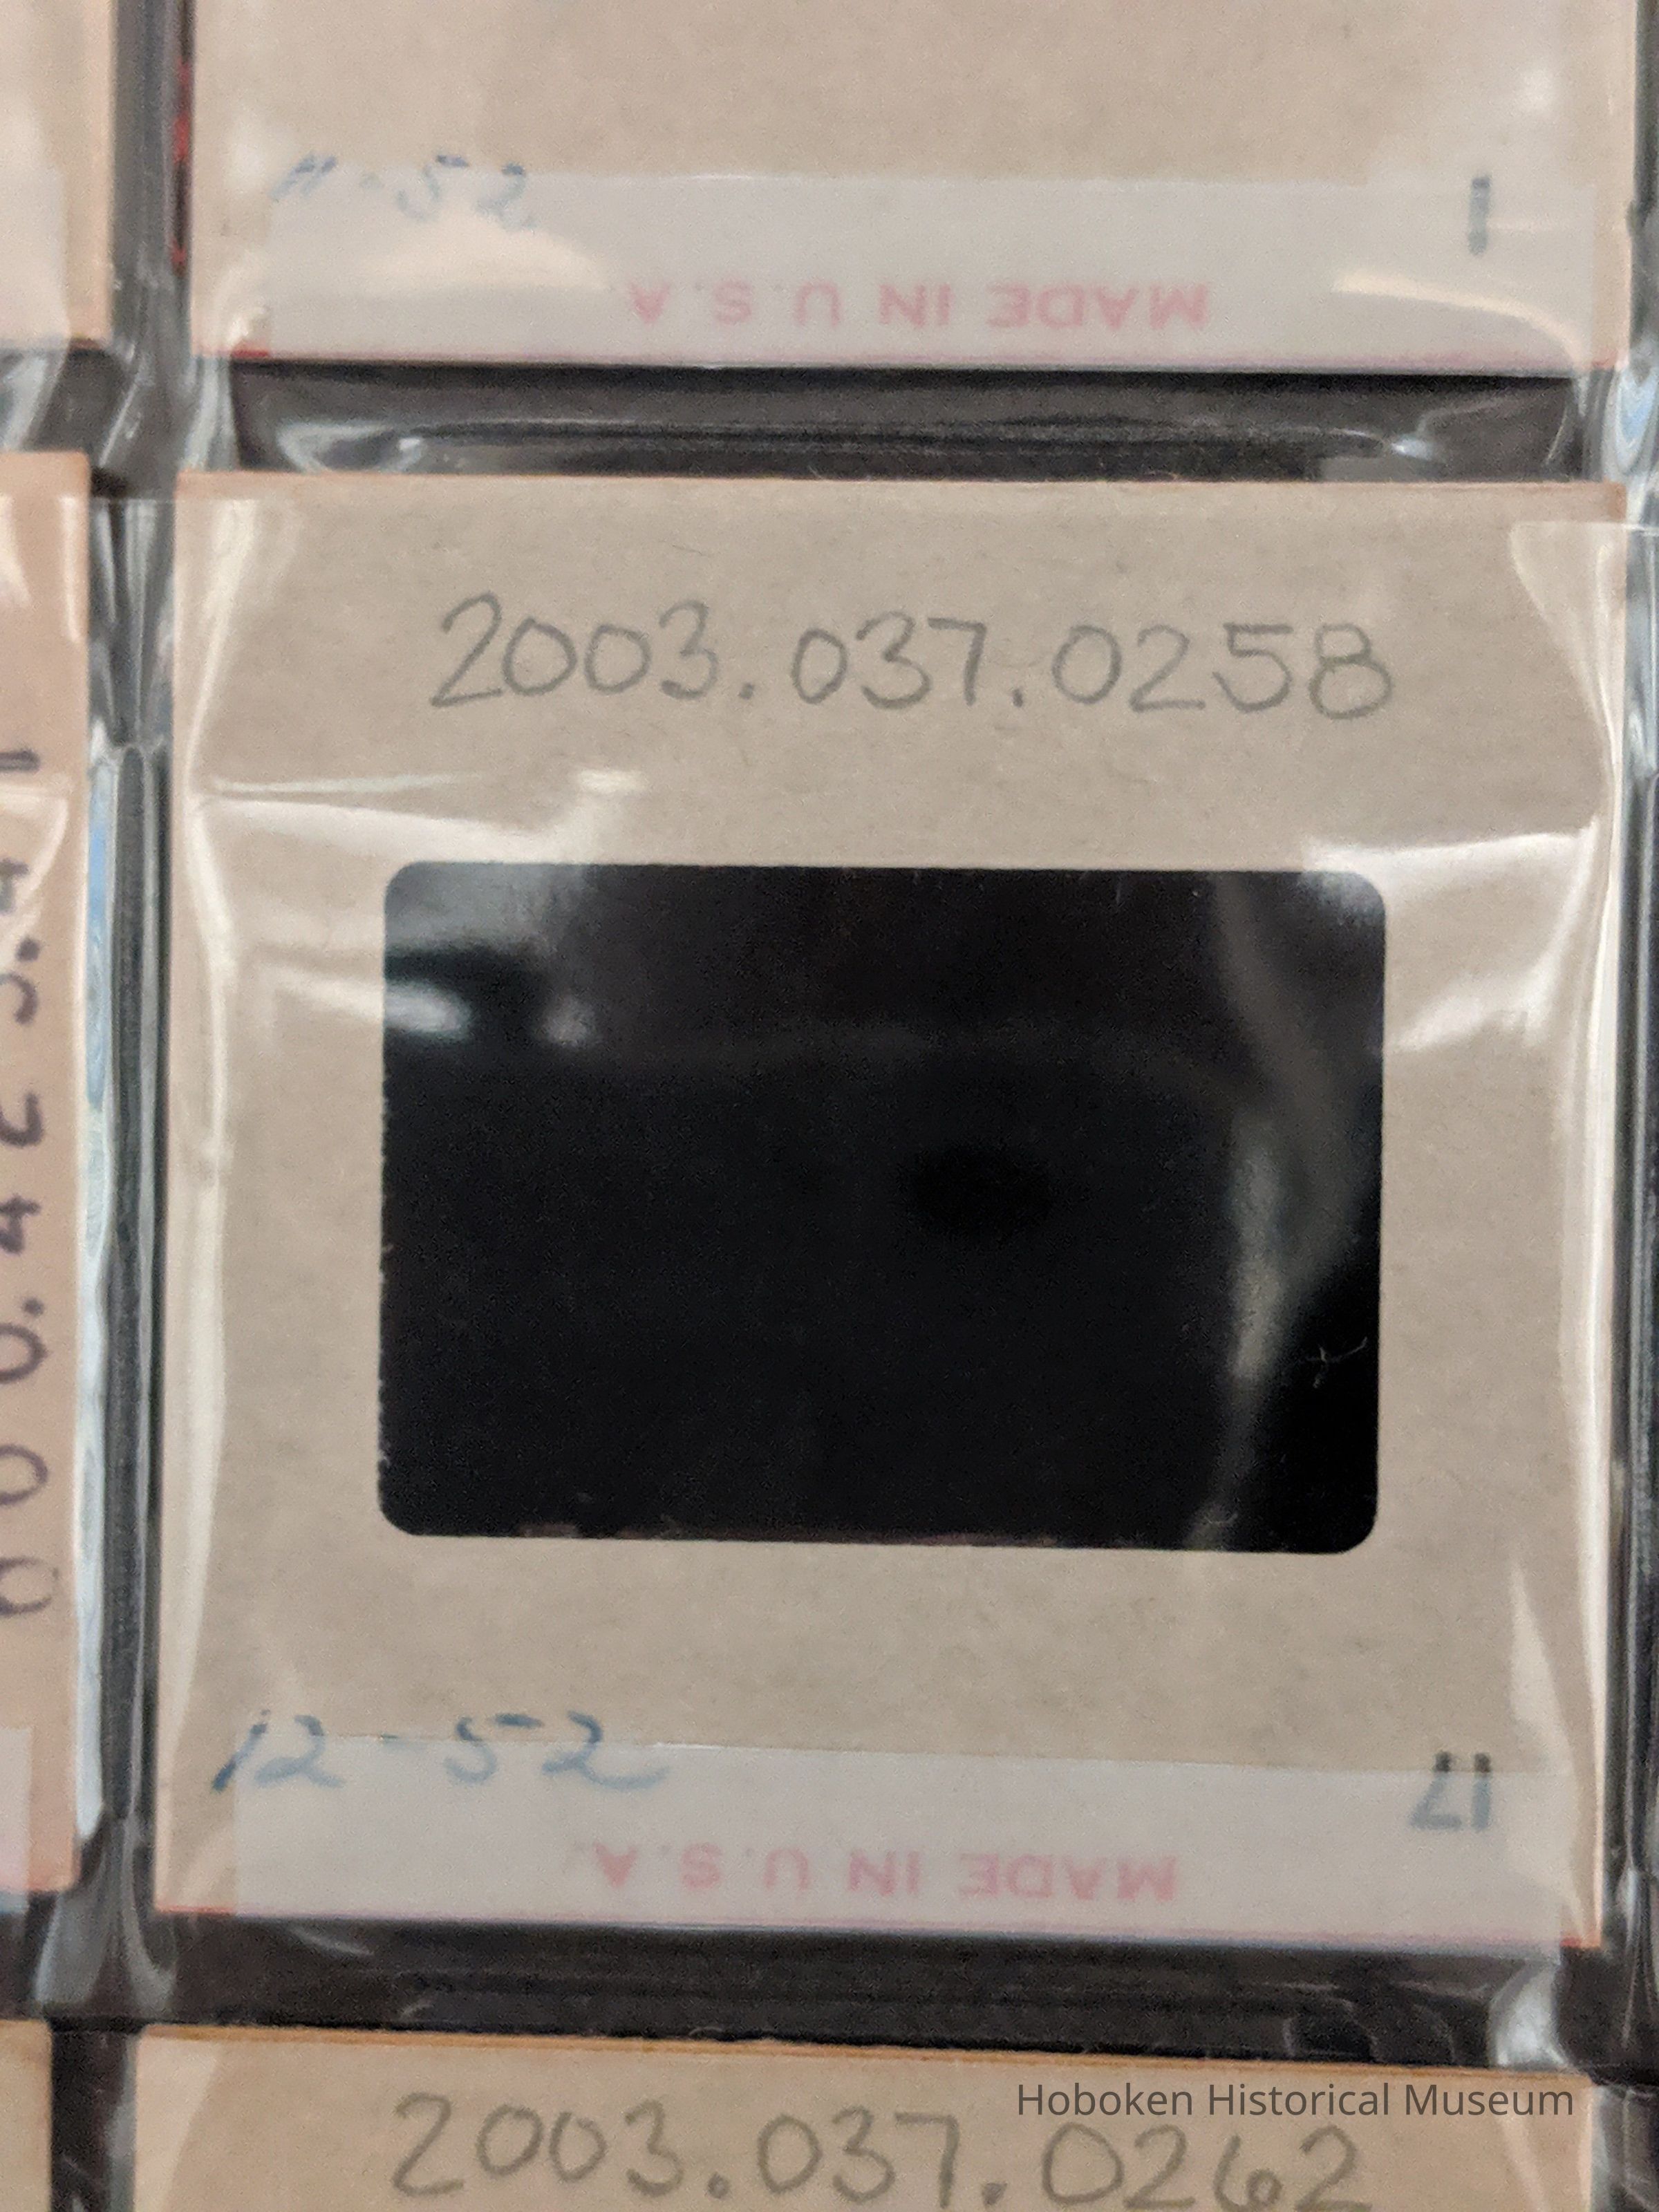 11-52
1
MADE IN U.S.A.
2003.037.0258
12-52
17
MADE IN U.S.A.
Hoboken Historical Museum
2003.037.0262